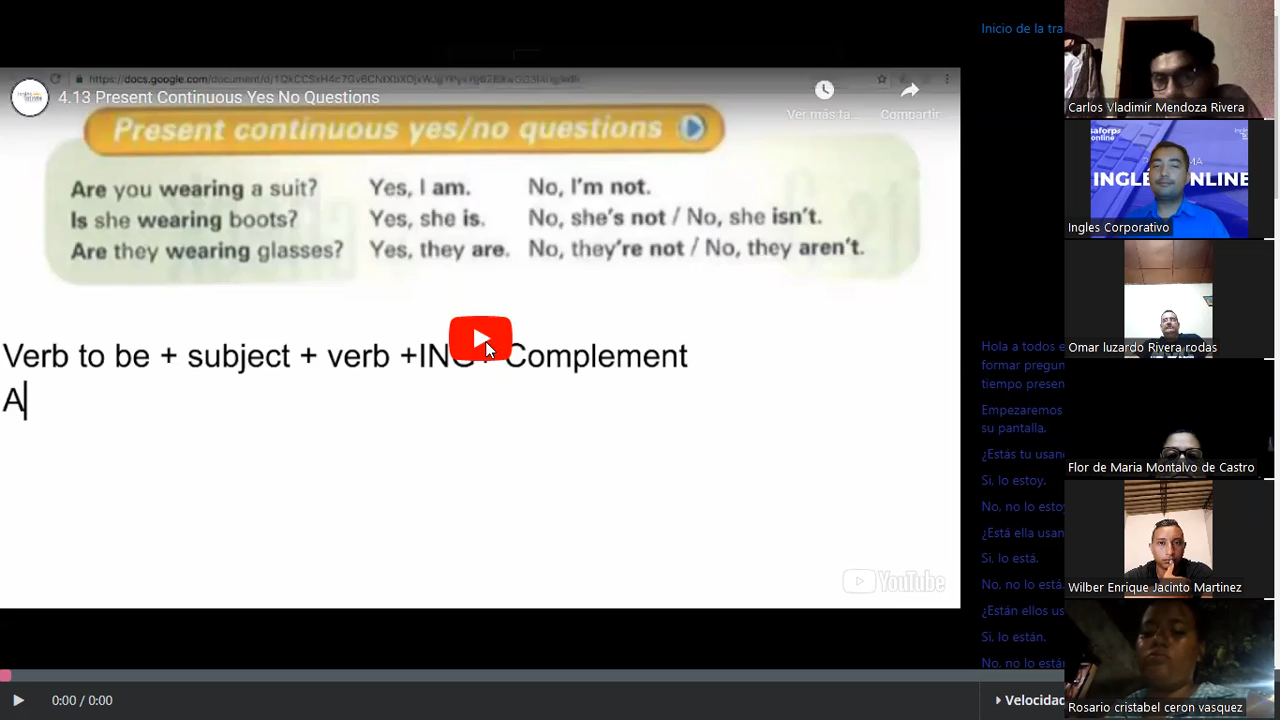 Inicio de la tra
4.13 Present Continuous Yes No Questions
Ver más ta...
Compartir
Present continuous yes/no questions
Are you wearing a suit? Yes, I am. No, I'm not.
Is she wearing boots? Yes, she is. No, she's not / No, she isn't.
Are they wearing glasses? Yes, they are. No, they're not / No, they aren't.
Verb to be + subject + verb +ING+ Complement
A
YouTube
Hola a todos e
formar pregun
tiempo presen
Empezaremos
su pantalla.
¿Estás tu usan
Si, lo estoy.
No, no lo estoy
¿Está ella usan
Si, lo está.
No, no lo está.
¿Están ellos us
Si, lo están.
No, no lo están
0:00 / 0:00
Velocidad
Carlos Vladimir Mendoza Rivera
saforp
online
INGLÉ
NLINE
Ingles Corporativo
Omar luzardo Rivera rodas
Flor de Maria Montalvo de Castro
Wilber Enrique Jacinto Martinez
Rosario cristabel ceron vasquez